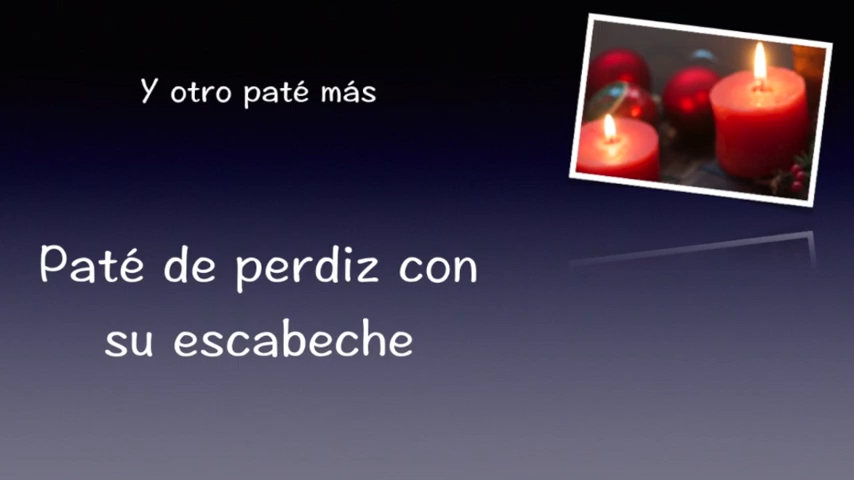 Y otro paté más
Paté de perdiz con
su escabeche